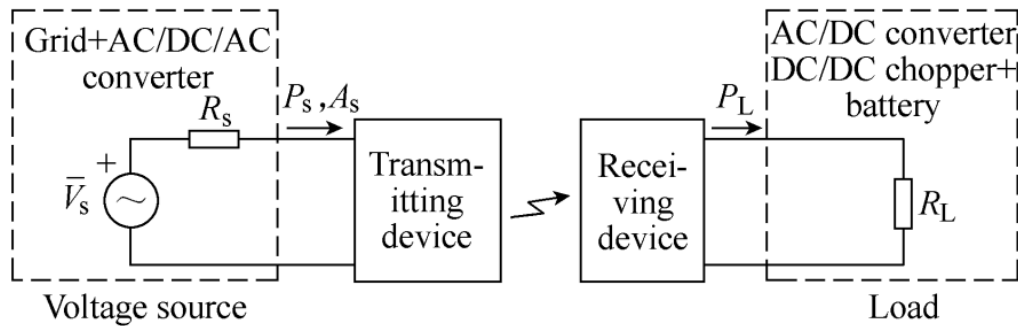 Grid+AC/DC/AC
converter
R_s
P_s ,A_s
+
V̅_s
Transm-
itting
device
Recei-
ving
device
P_L
AC/DC converter
DC/DC chopper+
battery
R_L
Voltage source
Load